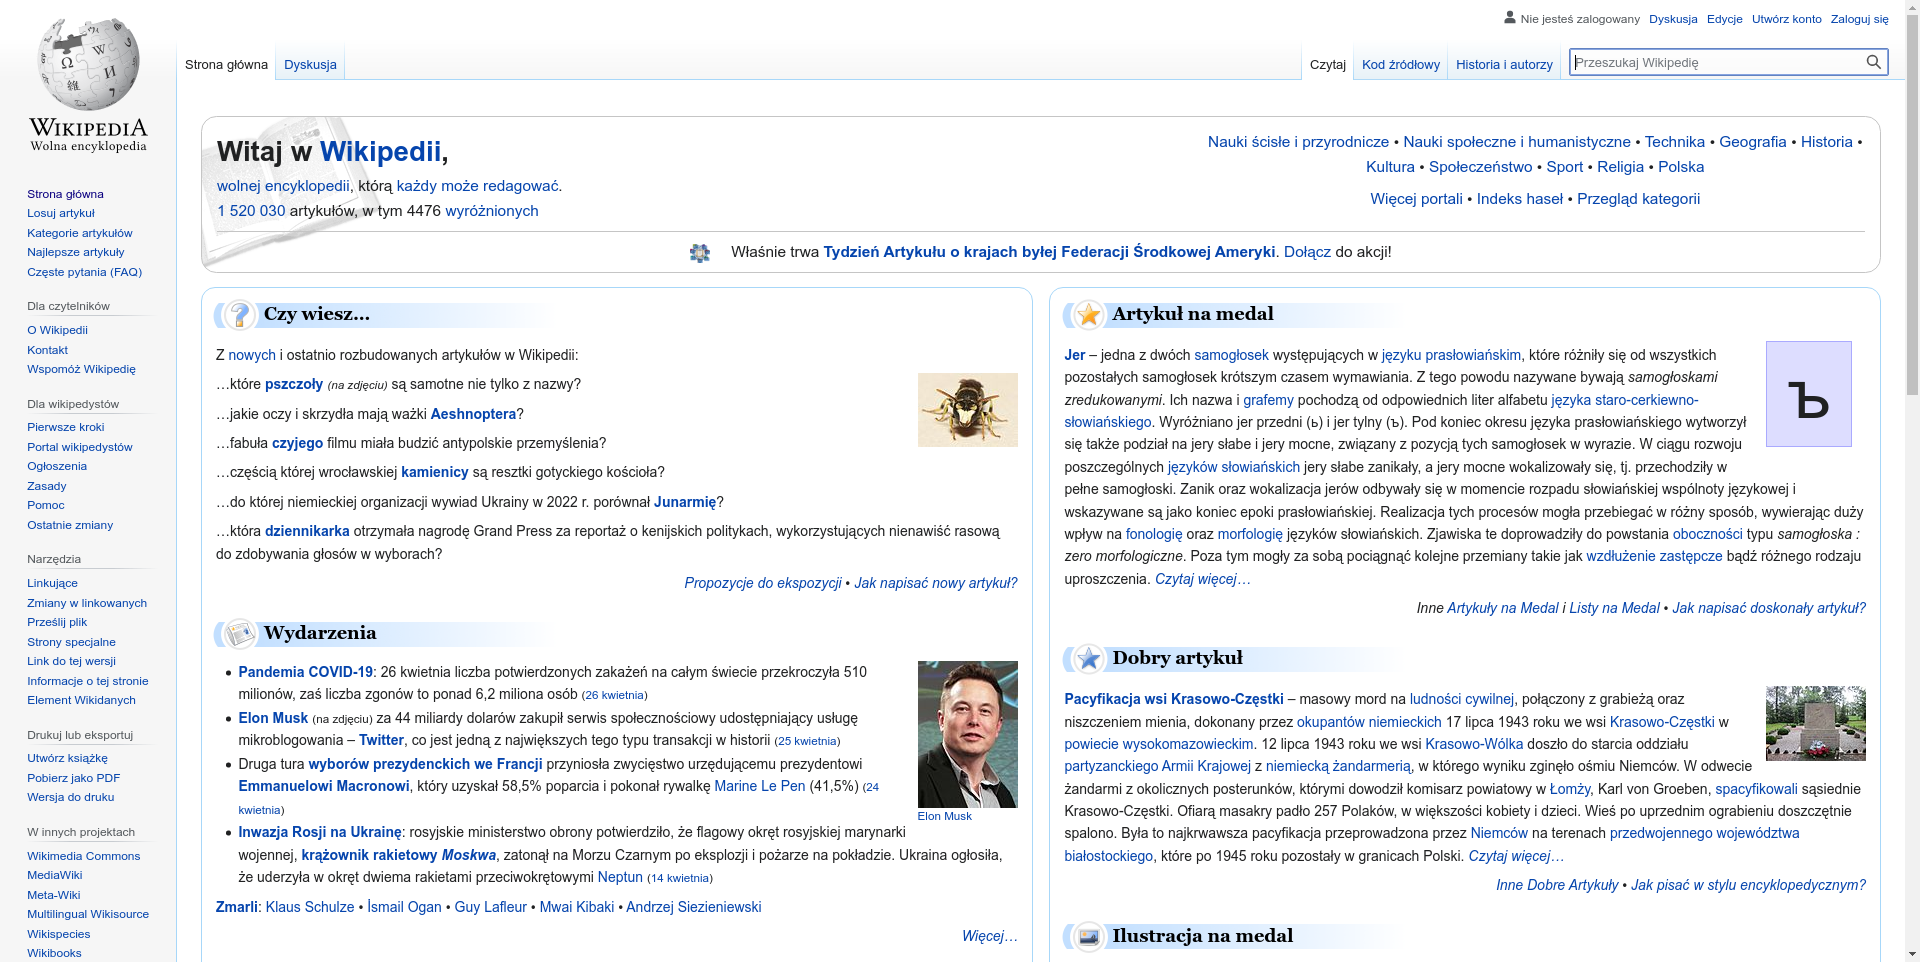 Nie jesteś zalogowany Dyskusja Edycje Utwórz konto Zaloguj się
Strona główna Dyskusja Czytaj Kod źródłowy Historia i autorzy Przeszukaj Wikipedię
WIKIPEDIA
Wolna encyklopedia
Strona główna
Losuj artykuł
Kategorie artykułów
Najlepsze artykuły
Częste pytania (FAQ)
Dla czytelników
O Wikipedii
Kontakt
Wspomóż Wikipedię
Dla wikipedystów
Pierwsze kroki
Portal wikipedystów
Ogłoszenia
Zasady
Pomoc
Ostatnie zmiany
Narzędzia
Linkujące
Zmiany w linkowanych
Prześlij plik
Strony specjalne
Link do tej wersji
Informacje o tej stronie
Element Wikidanych
Drukuj lub eksportuj
Utwórz książkę
Pobierz jako PDF
Wersja do druku
W innych projektach
Wikimedia Commons
MediaWiki
Meta-Wiki
Multilingual Wikisource
Wikispecies
Wikibooks
Witaj w Wikipedii,
wolnej encyklopedii, którą każdy może redagować.
1 520 030 artykułów, w tym 4476 wyróżnionych
Nauki ścisłe i przyrodnicze • Nauki społeczne i humanistyczne • Technika • Geografia • Historia •
Kultura • Społeczeństwo • Sport • Religia • Polska
Więcej portali • Indeks haseł • Przegląd kategorii
Właśnie trwa Tydzień Artykułu o krajach byłej Federacji Środkowej Ameryki. Dołącz do akcji!
Czy wiesz...
Z nowych i ostatnio rozbudowanych artykułów w Wikipedii:
…które pszczoły (na zdjęciu) są samotne nie tylko z nazwy?
…jakie oczy i skrzydła mają ważki Aeshnoptera?
…fabuła czyjego filmu miała budzić antypolskie przemyślenia?
…częścią której wrocławskiej kamienicy są resztki gotyckiego kościoła?
…do której niemieckiej organizacji wywiad Ukrainy w 2022 r. porównał Junarmię?
…która dziennikarka otrzymała nagrodę Grand Press za reportaż o kenijskich politykach, wykorzystujących nienawiść rasową
do zdobywania głosów w wyborach?
Propozycje do ekspozycji • Jak napisać nowy artykuł?
Wydarzenia
• Pandemia COVID-19: 26 kwietnia liczba potwierdzonych zakażeń na całym świecie przekroczyła 510
milionów, zaś liczba zgonów to ponad 6,2 miliona osób (26 kwietnia)
• Elon Musk (na zdjęciu) za 44 miliardy dolarów zakupił serwis społecznościowy udostępniający usługę
mikroblogowania – Twitter, co jest jedną z największych tego typu transakcji w historii (25 kwietnia)
• Druga tura wyborów prezydenckich we Francji przyniosła zwycięstwo urzędującemu prezydentowi
Emmanuelowi Macronowi, który uzyskał 58,5% poparcia i pokonał rywalkę Marine Le Pen (41,5%) (24
kwietnia)
Elon Musk
• Inwazja Rosji na Ukrainę: rosyjskie ministerstwo obrony potwierdziło, że flagowy okręt rosyjskiej marynarki
wojennej, krążownik rakietowy Moskwa, zatonął na Morzu Czarnym po eksplozji i pożarze na pokładzie. Ukraina ogłosiła,
że uderzyła w okręt dwiema rakietami przeciwokrętowymi Neptun (14 kwietnia)
Zmarli: Klaus Schulze • İsmail Ogan • Guy Lafleur • Mwai Kibaki • Andrzej Siezieniewski
Więcej…
Artykuł na medal
Jer – jedna z dwóch samogłosek występujących w języku prasłowiańskim, które różniły się od wszystkich
pozostałych samogłosek krótszym czasem wymawiania. Z tego powodu nazywane bywają samogłoskami
zredukowanymi. Ich nazwa i grafemy pochodzą od odpowiednich liter alfabetu języka staro-cerkiewno-
słowiańskiego. Wyróżniano jer przedni (ь) i jer tylny (ъ). Pod koniec okresu języka prasłowiańskiego wytworzył
się także podział na jery słabe i jery mocne, związany z pozycją tych samogłosek w wyrazie. W ciągu rozwoju
poszczególnych języków słowiańskich jery słabe zanikały, a jery mocne wokalizowały się, tj. przechodziły w
pełne samogłoski. Zanik oraz wokalizacja jerów odbywały się w momencie rozpadu słowiańskiej wspólnoty językowej i
wskazywane są jako koniec epoki prasłowiańskiej. Realizacja tych procesów mogła przebiegać w różny sposób, wywierając duży
wpływ na fonologię oraz morfologię języków słowiańskich. Zjawiska te doprowadziły do powstania oboczności typu samogłoska :
zero morfologiczne. Poza tym mogły za sobą pociągnąć kolejne przemiany takie jak wzdłużenie zastępcze bądź różnego rodzaju
uproszczenia. Czytaj więcej…
ъ
Inne Artykuły na Medal i Listy na Medal • Jak napisać doskonały artykuł?
Dobry artykuł
Pacyfikacja wsi Krasowo-Częstki – masowy mord na ludności cywilnej, połączony z grabieżą oraz
niszczeniem mienia, dokonany przez okupantów niemieckich 17 lipca 1943 roku we wsi Krasowo-Częstki w
powiecie wysokomazowieckim. 12 lipca 1943 roku we wsi Krasowo-Wólka doszło do starcia oddziału
partyzanckiego Armii Krajowej z niemiecką żandarmerią, w którego wyniku zginęło ośmiu Niemców. W odwecie
żandarmi z okolicznych posterunków, którymi dowodził komisarz powiatowy w Łomży, Karl von Groeben, spacyfikowali sąsiednie
Krasowo-Częstki. Ofiarą masakry padło 257 Polaków, w większości kobiety i dzieci. Wieś po uprzednim ograbieniu doszczętnie
spalono. Była to najkrwawsza pacyfikacja przeprowadzona przez Niemców na terenach przedwojennego województwa
białostockiego, które po 1945 roku pozostały w granicach Polski. Czytaj więcej…
Inne Dobre Artykuły • Jak pisać w stylu encyklopedycznym?
Ilustracja na medal